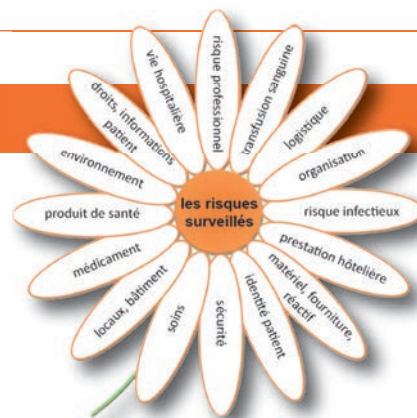 les risques
surveillés
risque professionnel
transfusion sanguine
logistique
organisation
risque infectieux
prestation hôtelière
matériel, fourniture,
réactif
identité patient
sécurité
soins
locaux, bâtiment
médicament
produit de santé
environnement
droits, informations
patient
vie hospitalière